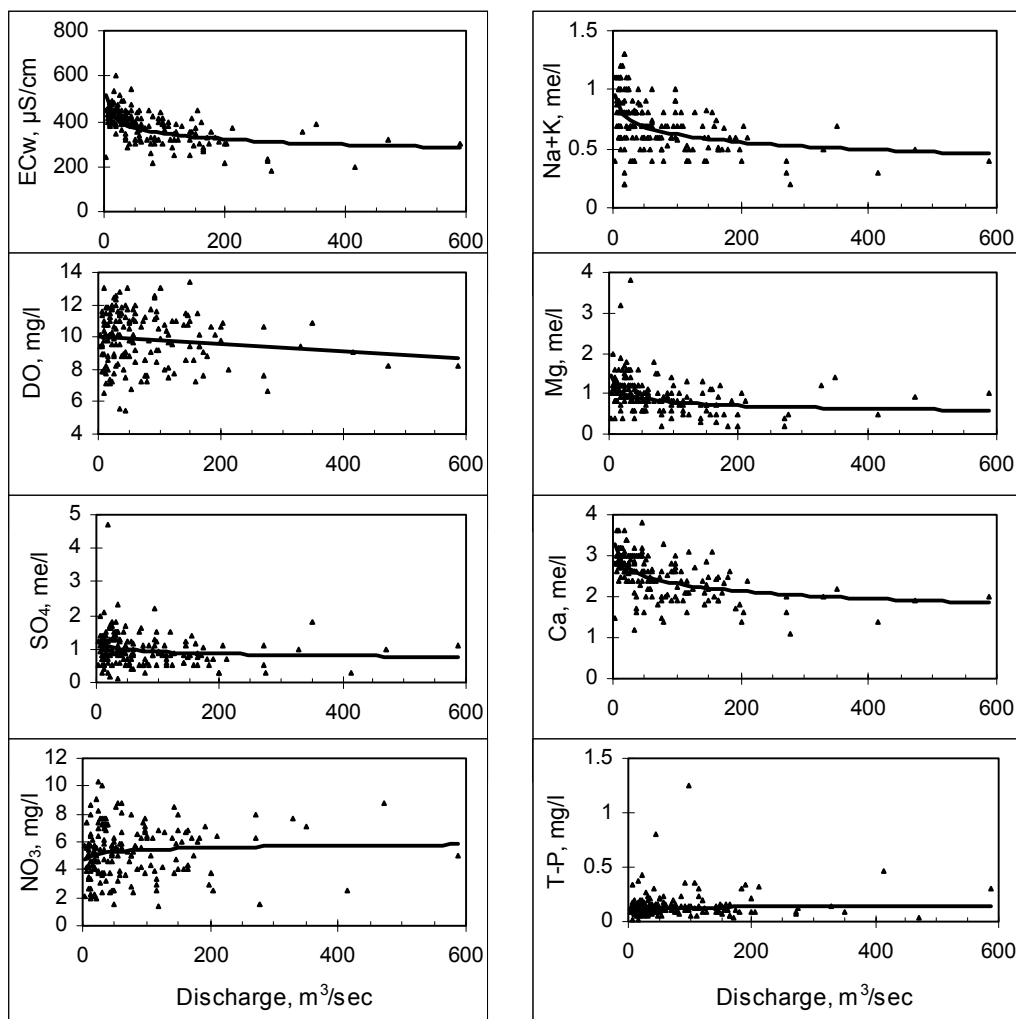 ECw, µS/cm
800
600
400
200
0
0 200 400 600
Na+K, me/l
1.5
1
0.5
0
0 200 400 600
DO, mg/l
14
12
10
8
6
4
0 200 400 600
Mg, me/l
4
3
2
1
0
0 200 400 600
SO₄, me/l
5
4
3
2
1
0
0 200 400 600
Ca, me/l
4
3
2
1
0
0 200 400 600
NO₃, mg/l
12
10
8
6
4
2
0
0 200 400 600
Discharge, m³/sec
T-P, mg/l
1.5
1
0.5
0
0 200 400 600
Discharge, m³/sec